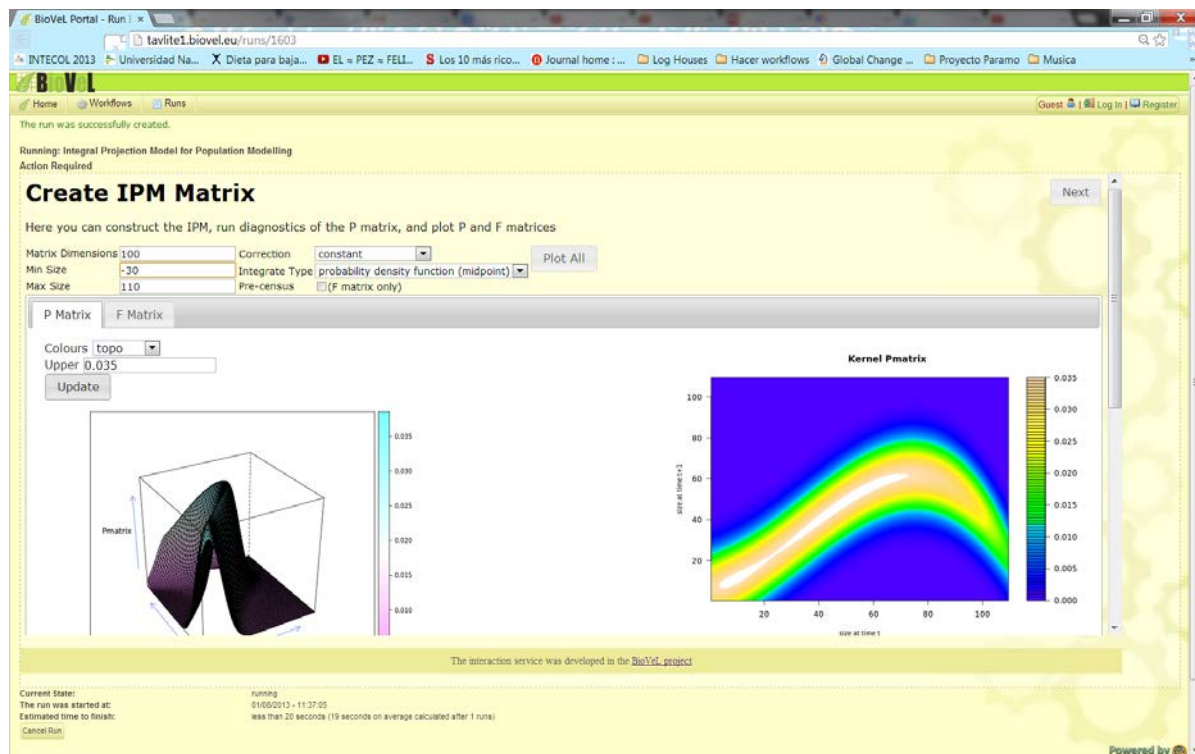 BioVeL Portal - Run |
tavlite1.biovel.eu/runs/1603
INTECOL 2013 Universidad Na... Dieta para baja... EL ≈ PEZ ≈ FELI... Los 10 más rico... Journal home : ... Log Houses Hacer workflows Global Change ... Proyecto Paramo Musica
BioVeL
Home Workflows Runs Guest | Log In | Register
The run was successfully created.
Running: Integral Projection Model for Population Modelling
Action Required
Create IPM Matrix
Next
Here you can construct the IPM, run diagnostics of the P matrix, and plot P and F matrices
Matrix Dimensions 100 Correction constant Plot All
Min Size -30 Integrate Type probability density function (midpoint)
Max Size 110 Pre-census (F matrix only)
P Matrix F Matrix
Colours topo
Upper 0.035
Update
Pmatrix
0.035
0.030
0.025
0.020
0.015
0.010
Kernel Pmatrix
size at time t+1
100
80
60
40
20
20 40 60 80 100
size at time t
0.035
0.030
0.025
0.020
0.015
0.010
0.005
0.000
The interaction service was developed in the BioVeL project
Current State: running
The run was started at: 01/08/2013 - 11:37:05
Estimated time to finish: less than 20 seconds (19 seconds on average calculated after 1 runs)
Cancel Run
Powered by